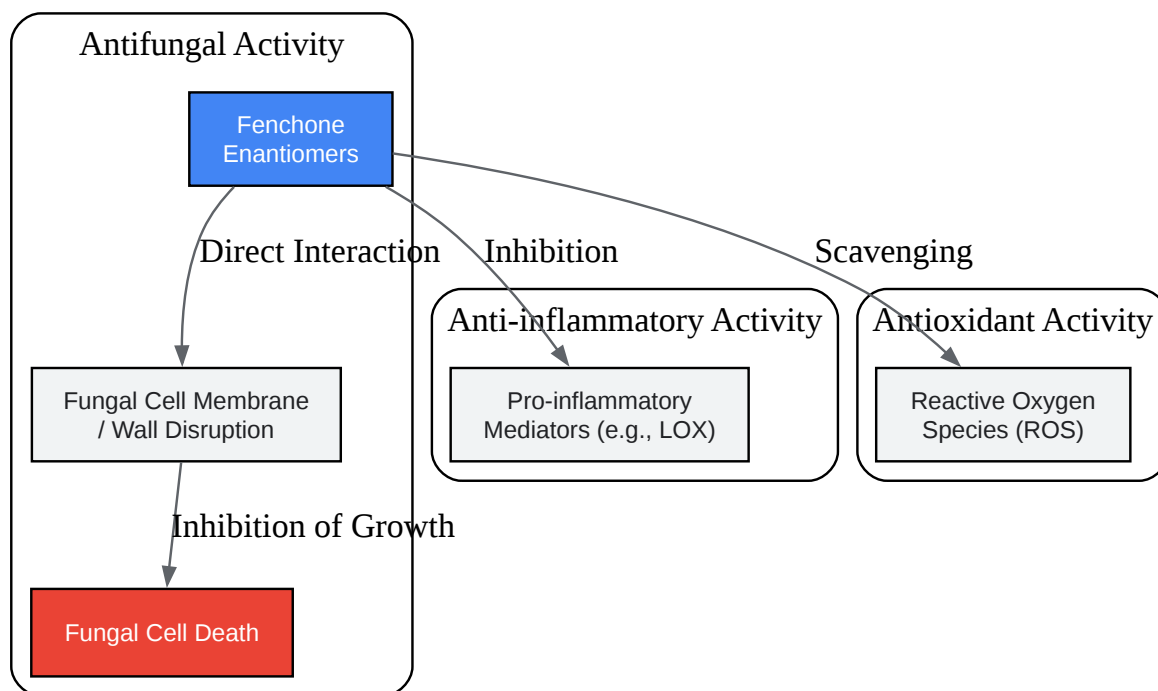 Antifungal Activity
Fenchone
Enantiomers
Direct Interaction
Inhibition
Scavenging
Anti-inflammatory Activity
Antioxidant Activity
Fungal Cell Membrane
/ Wall Disruption
Pro-inflammatory
Mediators (e.g., LOX)
Reactive Oxygen
Species (ROS)
Inhibition of Growth
Fungal Cell Death